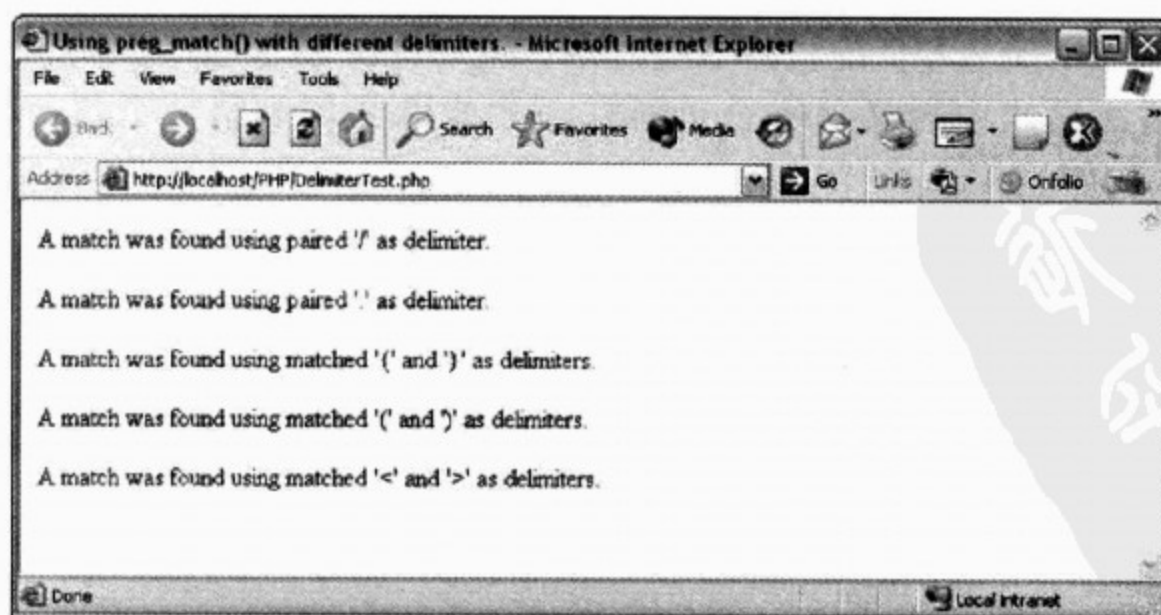 Using preg_match() with different delimiters. - Microsoft Internet Explorer
File Edit View Favorites Tools Help
Back Search Favorites Media
Address http://localhost/PHP/DelimiterTest.php Go Links Onfolio
A match was found using paired '/' as delimiter.
A match was found using paired '.' as delimiter.
A match was found using matched '{' and '}' as delimiters.
A match was found using matched '(' and ')' as delimiters.
A match was found using matched '<' and '>' as delimiters.
Done Local intranet